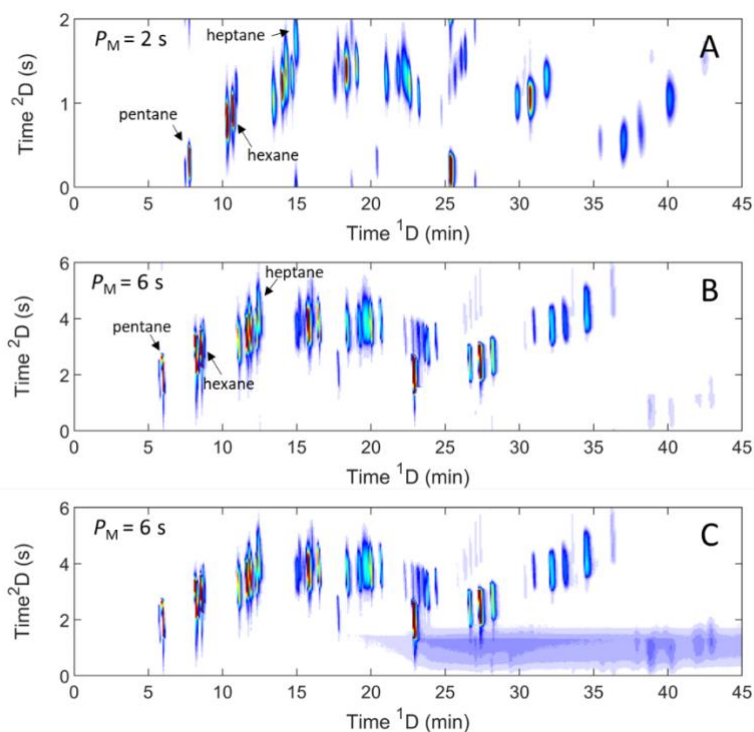 P_M = 2 s
heptane
A
pentane
hexane
Time ²D (s)
2
1
0
0 5 10 15 20 25 30 35 40 45
Time ¹D (min)
P_M = 6 s
heptane
B
pentane
hexane
Time ²D (s)
6
4
2
0
0 5 10 15 20 25 30 35 40 45
Time ¹D (min)
P_M = 6 s
C
Time²D (s)
6
4
2
0
0 5 10 15 20 25 30 35 40 45
Time ¹D (min)